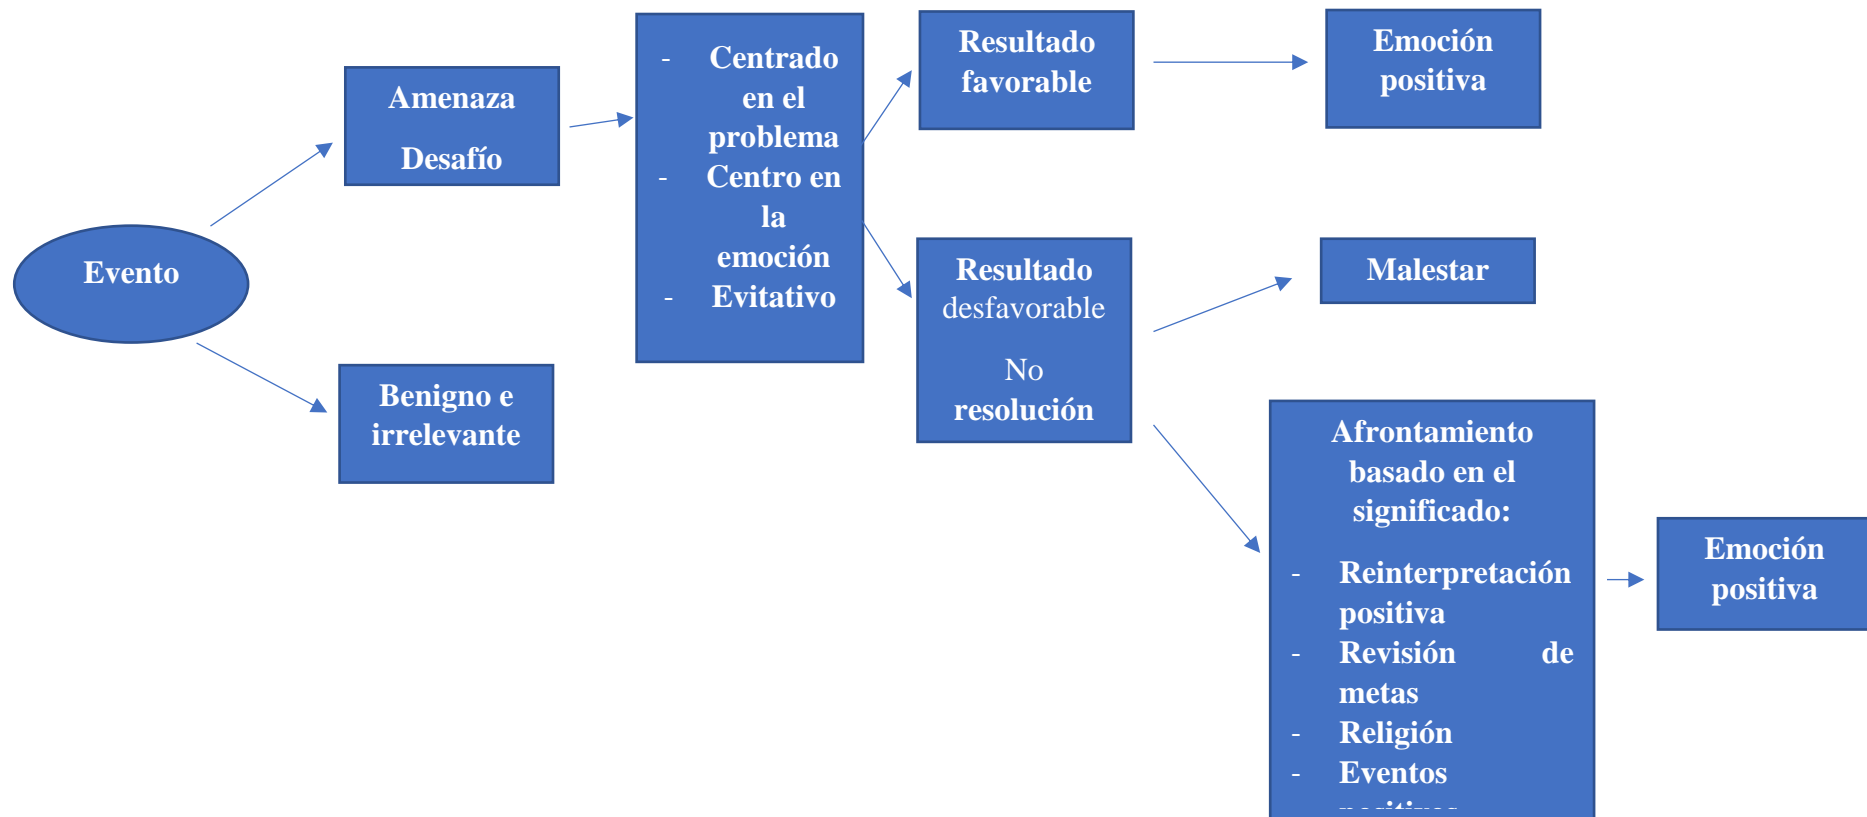 Evento
Amenaza
Desafío
Benigno e
irrelevante
- Centrado
en el
problema
- Centro en
la
emoción
- Evitativo
Resultado
favorable
Resultado
desfavorable
No
resolución
Emoción
positiva
Malestar
Afrontamiento
basado en el
significado:
- Reinterpretación
positiva
- Revisión de
metas
- Religión
- Eventos
Emoción
positiva